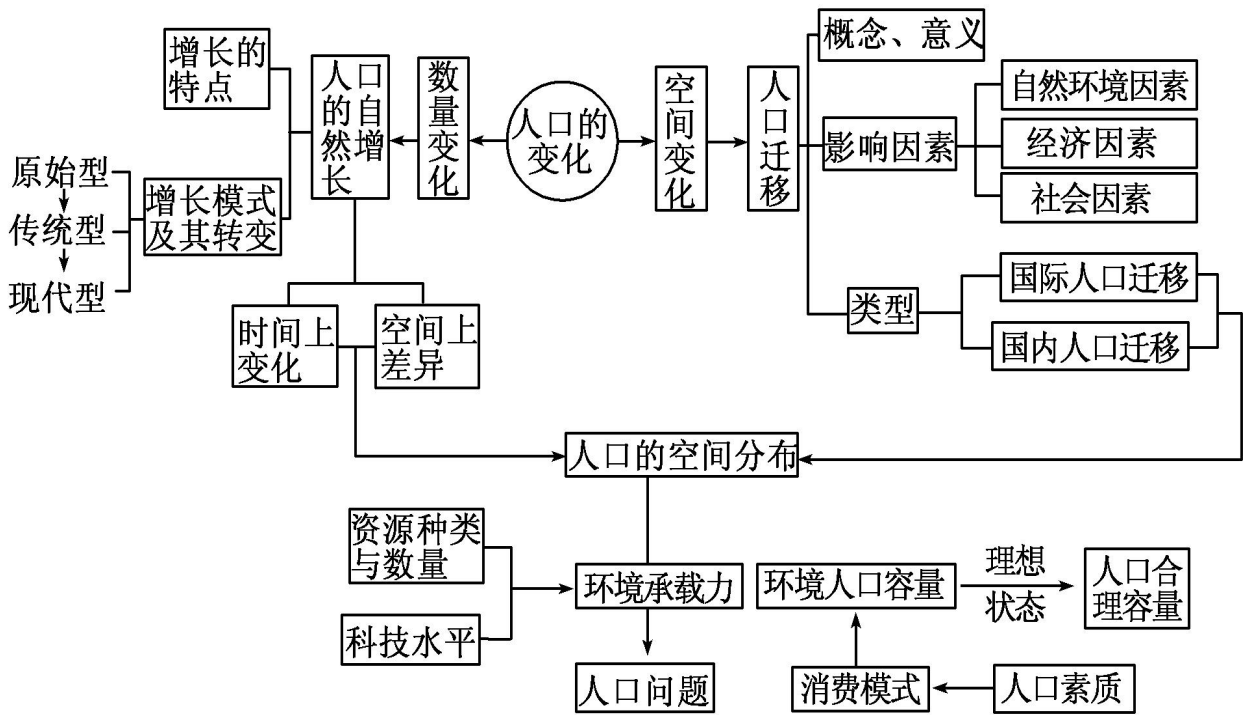 增长的
特点
人口
的自
然增
长
数
量
变
化
人口的
变化
空
间
变
化
人
口
迁
移
概念、意义
影响因素
自然环境因素
经济因素
社会因素
原始型
传统型
现代型
增长模式
及其转变
类型
国际人口迁移
国内人口迁移
时间上
变化
空间上
差异
人口的空间分布
资源种类
与数量
科技水平
环境承载力
人口问题
环境人口容量
理想
状态
人口合
理容量
消费模式
人口素质